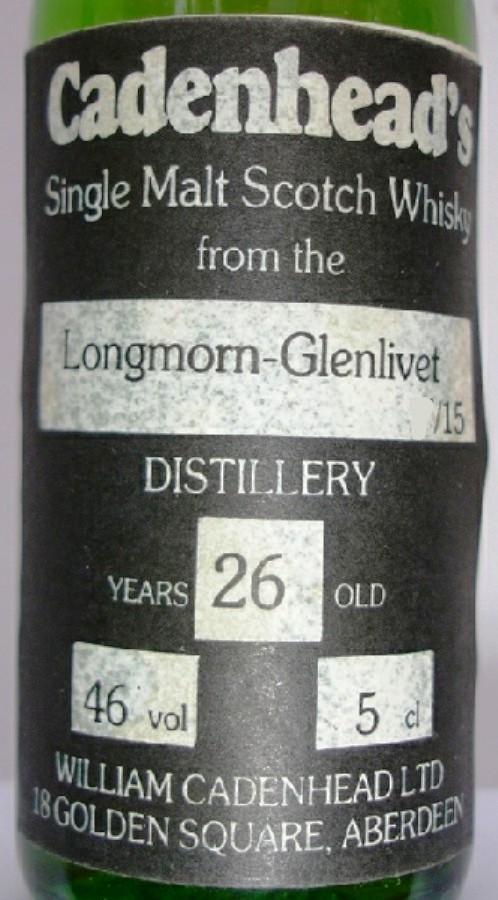 Cadenhead's
Single Malt Scotch Whisky
from the
Longmorn-Glenlivet
/15
DISTILLERY
YEARS 26 OLD
46 vol 5 cl
WILLIAM CADENHEAD LTD
18 GOLDEN SQUARE, ABERDEEN